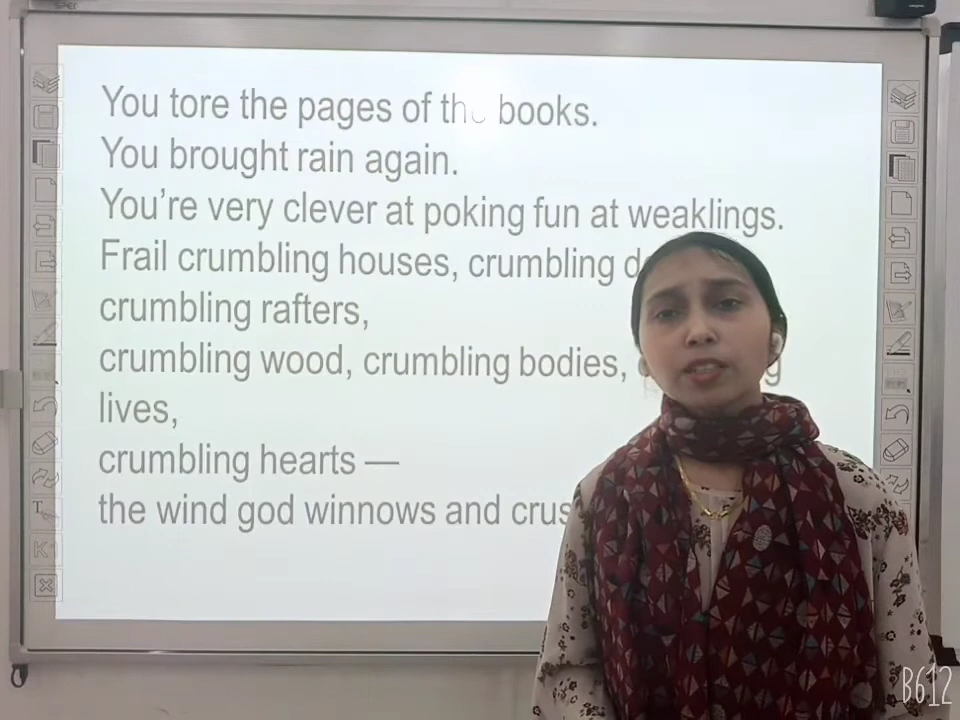 You tore the pages of the books.
You brought rain again.
You're very clever at poking fun at weaklings.
Frail crumbling houses, crumbling
crumbling rafters,
crumbling wood, crumbling bodies,
lives,
crumbling hearts —
the wind god winnows and
B612